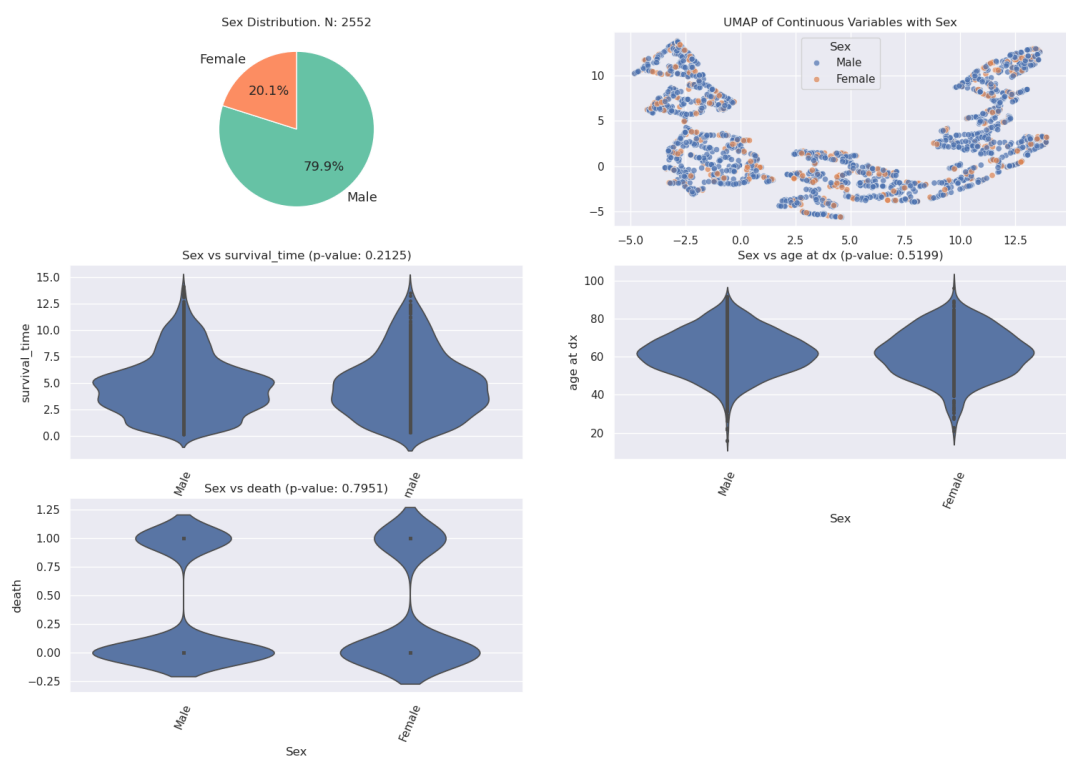 Sex Distribution. N: 2552
Female
20.1%
79.9%
Male
UMAP of Continuous Variables with Sex
Sex
Male
Female
10
5
0
−5
−5.0 −2.5 0.0 2.5 5.0 7.5 10.0 12.5
Sex vs survival_time (p-value: 0.2125)
15.0
12.5
10.0
7.5
5.0
2.5
0.0
survival_time
Male
male
Sex vs age at dx (p-value: 0.5199)
100
80
60
40
20
age at dx
Male
Female
Sex
Sex vs death (p-value: 0.7951)
1.25
1.00
0.75
0.50
0.25
0.00
−0.25
death
Male
Female
Sex